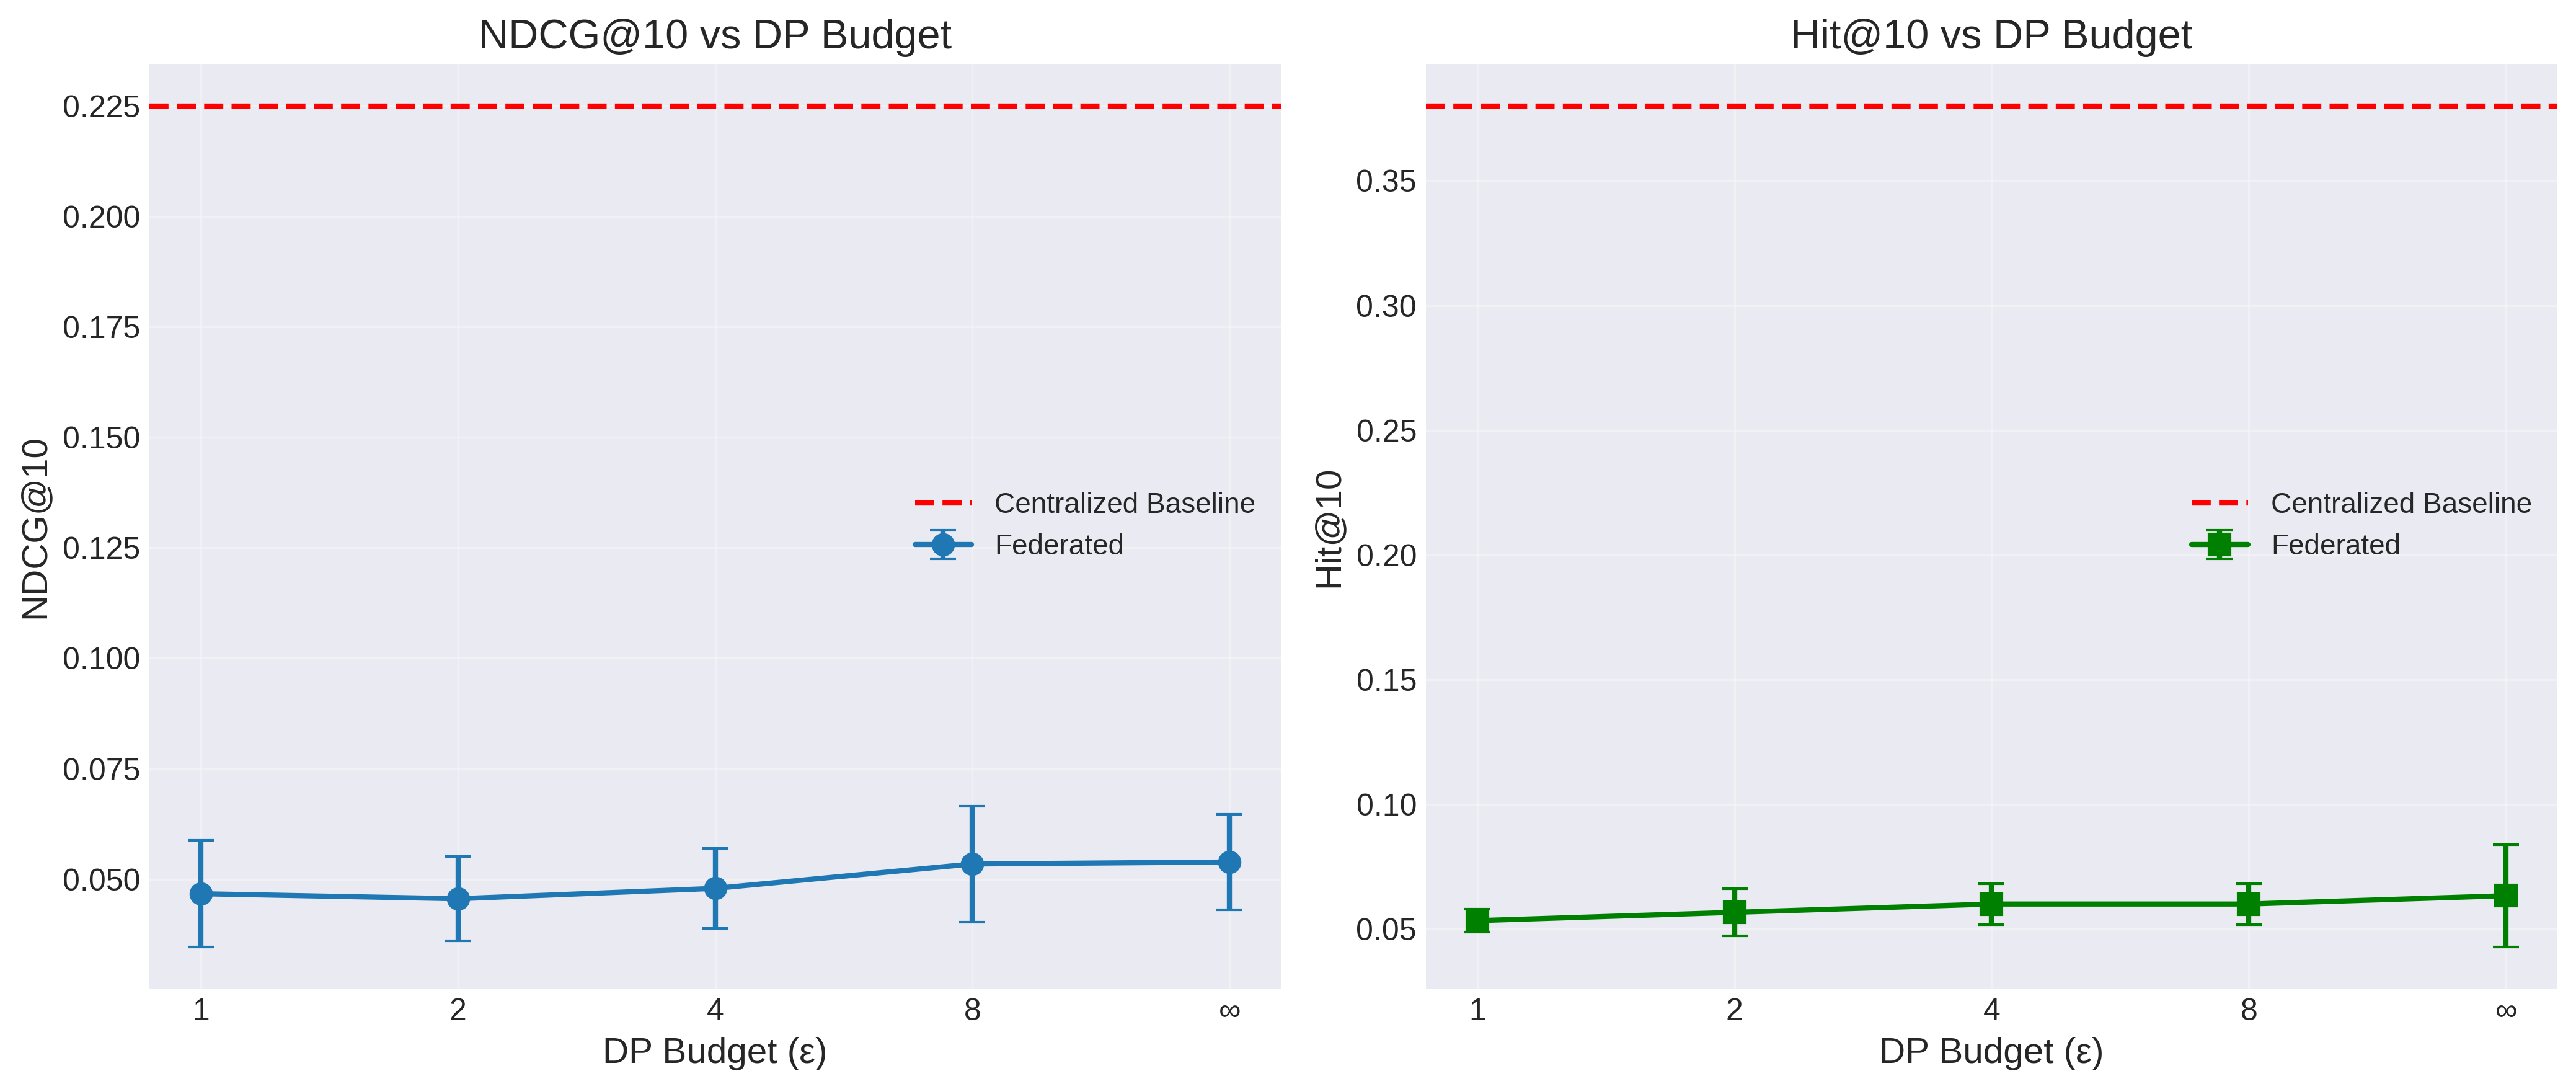 NDCG@10 vs DP Budget
NDCG@10
0.225
0.200
0.175
0.150
0.125
0.100
0.075
0.050
Centralized Baseline
Federated
1 2 4 8 ∞
DP Budget (ε)
Hit@10 vs DP Budget
Hit@10
0.35
0.30
0.25
0.20
0.15
0.10
0.05
Centralized Baseline
Federated
1 2 4 8 ∞
DP Budget (ε)